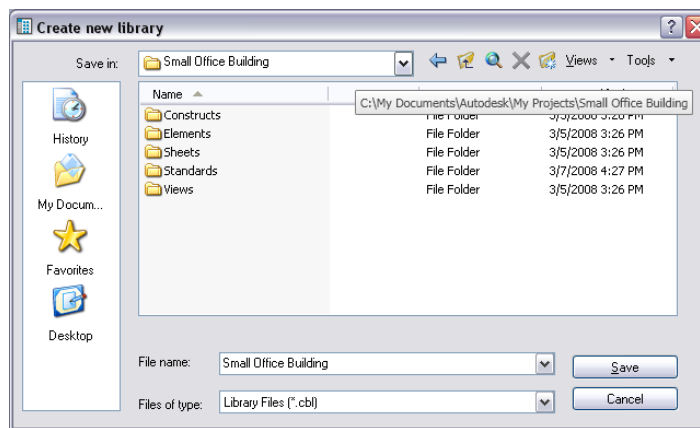 Create new library
?
Save in:
Small Office Building
Views
Tools
Name
C:\My Documents\Autodesk\My Projects\Small Office Building
Constructs
Elements File Folder 3/5/2008 3:26 PM
Sheets File Folder 3/5/2008 3:26 PM
Standards File Folder 3/7/2008 4:27 PM
Views File Folder 3/5/2008 3:26 PM
History
My Docum...
Favorites
Desktop
File name: Small Office Building
Save
Files of type: Library Files (*.cbl)
Cancel